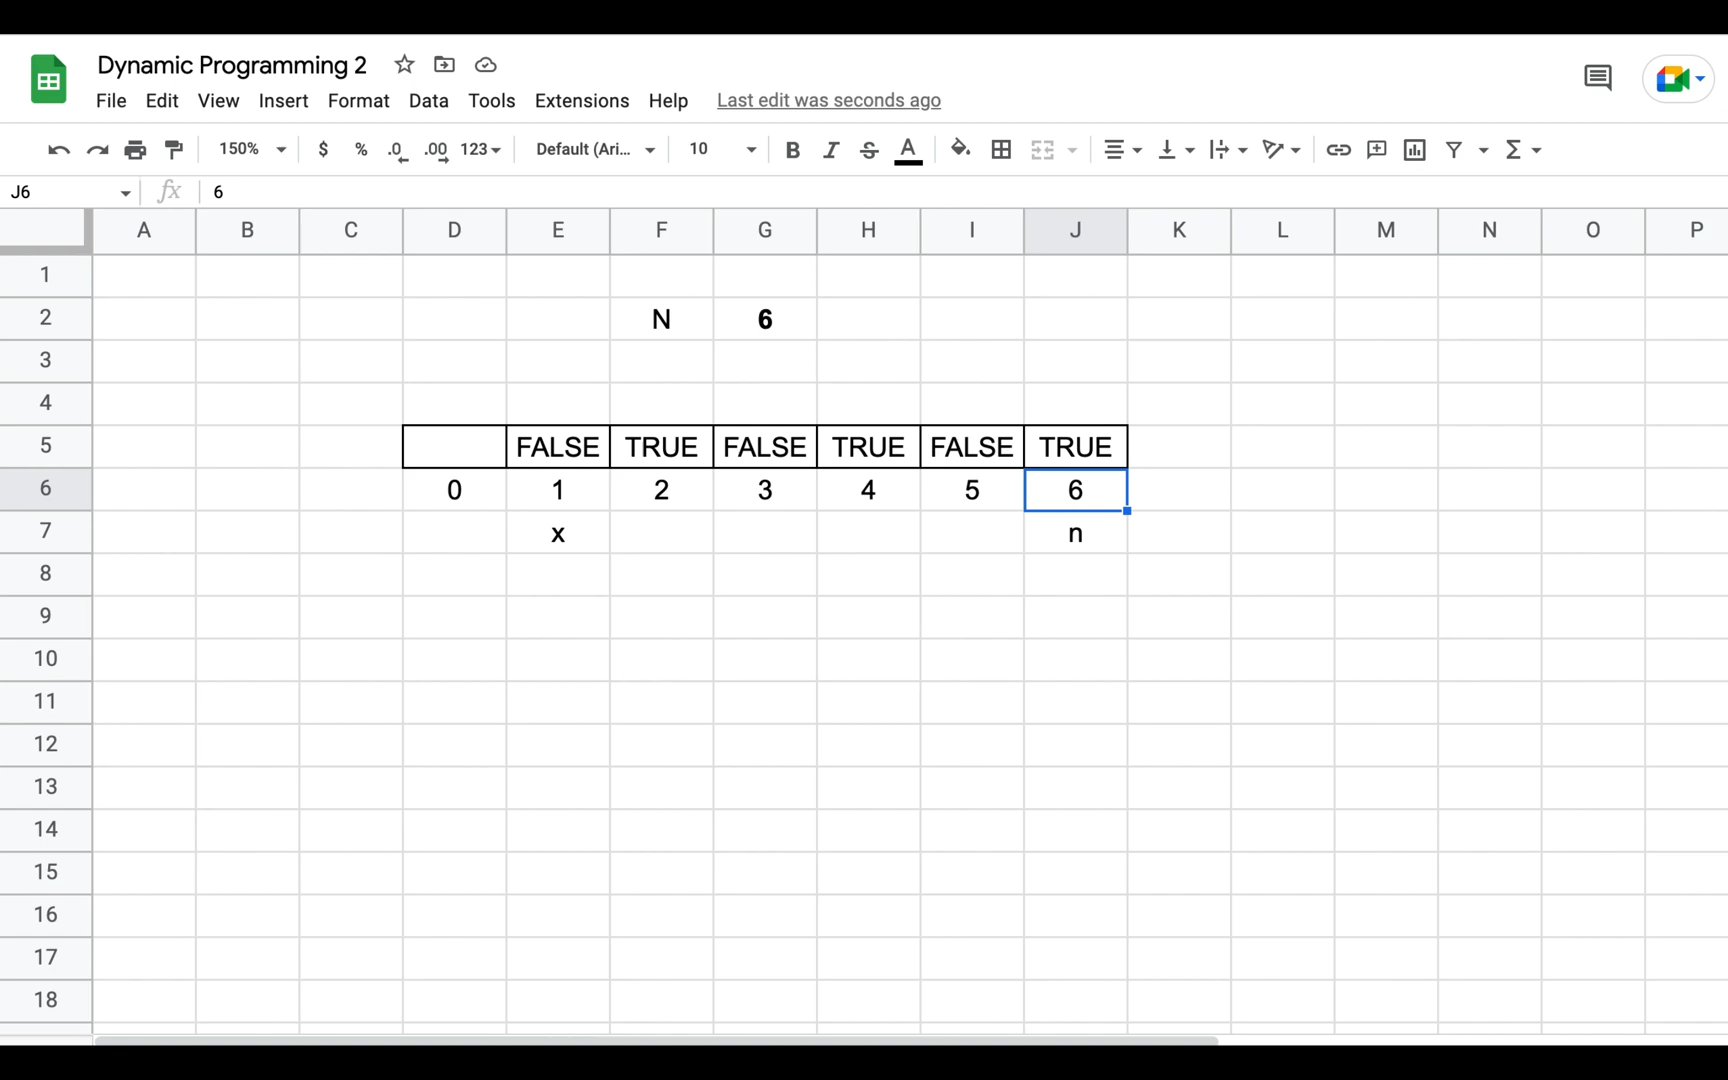 Dynamic Programming 2
File Edit View Insert Format Data Tools Extensions Help Last edit was seconds ago
150% $ % .0 .00 123 Default (Ari... 10 B I S A
J6 fx 6
A B C D E F G H I J K L M N O P
1
2 N 6
3
4
5 FALSE TRUE FALSE TRUE FALSE TRUE
6 0 1 2 3 4 5 6
7 x n
8
9
10
11
12
13
14
15
16
17
18